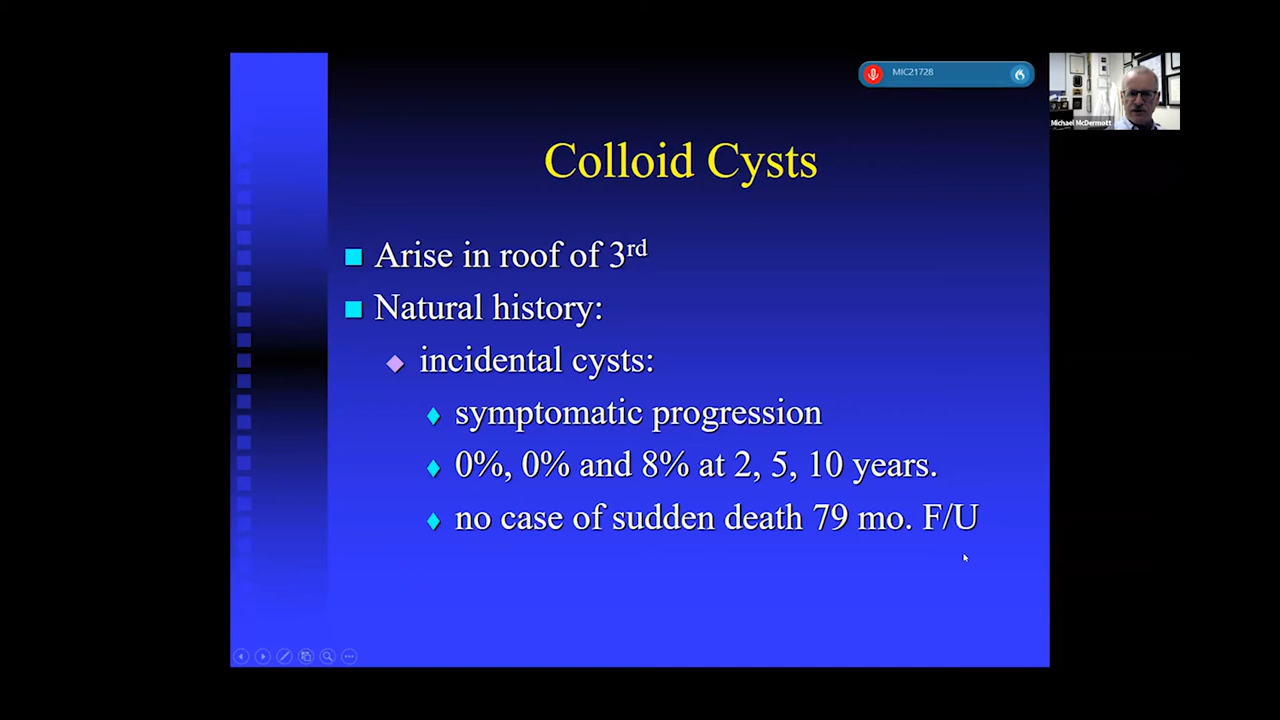 MIC21728
Michael McDermott
Colloid Cysts
Arise in roof of 3rd
Natural history:
incidental cysts:
symptomatic progression
0%, 0% and 8% at 2, 5, 10 years.
no case of sudden death 79 mo. F/U